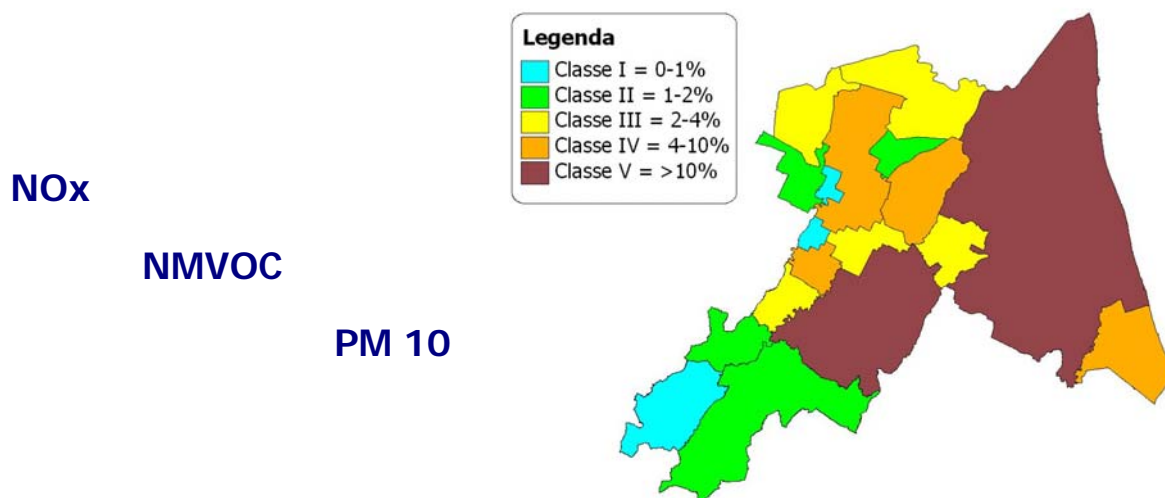 Legenda
Classe I = 0-1%
Classe II = 1-2%
Classe III = 2-4%
Classe IV = 4-10%
Classe V = >10%
NOx
NMVOC
PM 10